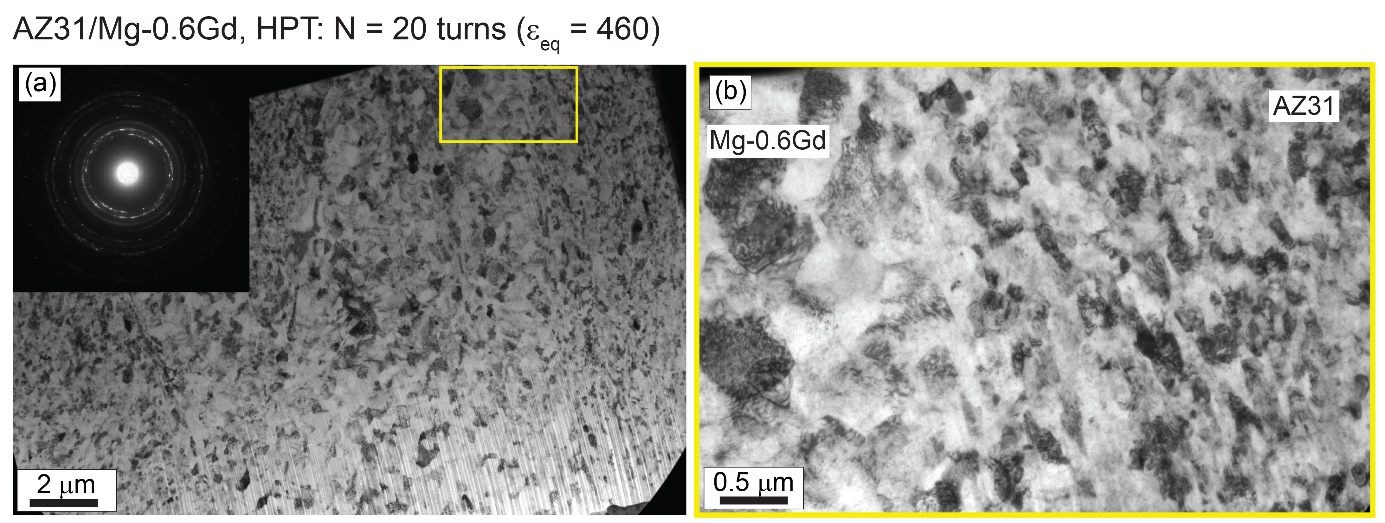 AZ31/Mg-0.6Gd, HPT: N = 20 turns (εeq = 460)
(a)
(b)
AZ31
Mg-0.6Gd
2 μm
0.5 μm